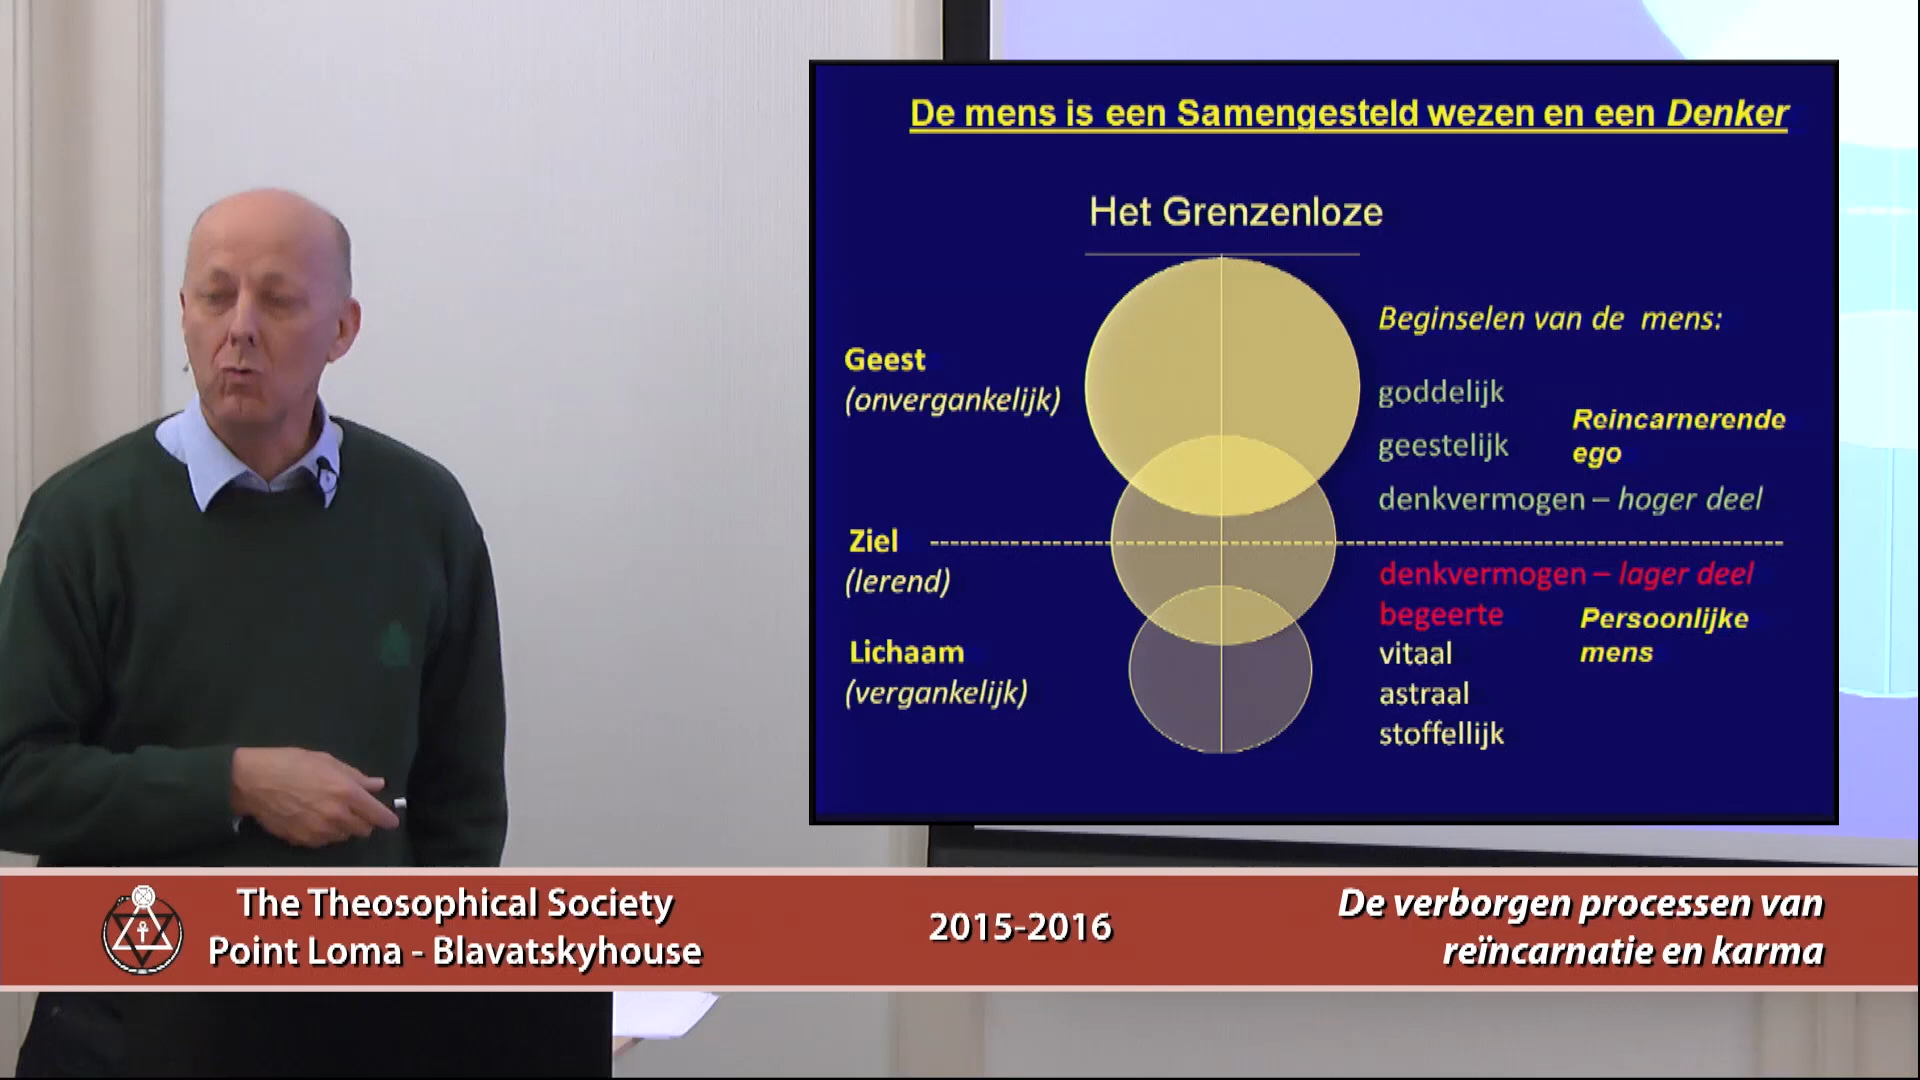 De mens is een Samengesteld wezen en een Denker
Het Grenzenloze
Beginselen van de mens:
Geest
(onvergankelijk)
goddelijk
geestelijk
Reincarnerende
ego
denkvermogen – hoger deel
Ziel
(lerend)
denkvermogen – lager deel
begeerte
Persoonlijke
mens
Lichaam
(vergankelijk)
vitaal
astraal
stoffellijk
The Theosophical Society
Point Loma - Blavatskyhouse
2015-2016
De verborgen processen van
reïncarnatie en karma